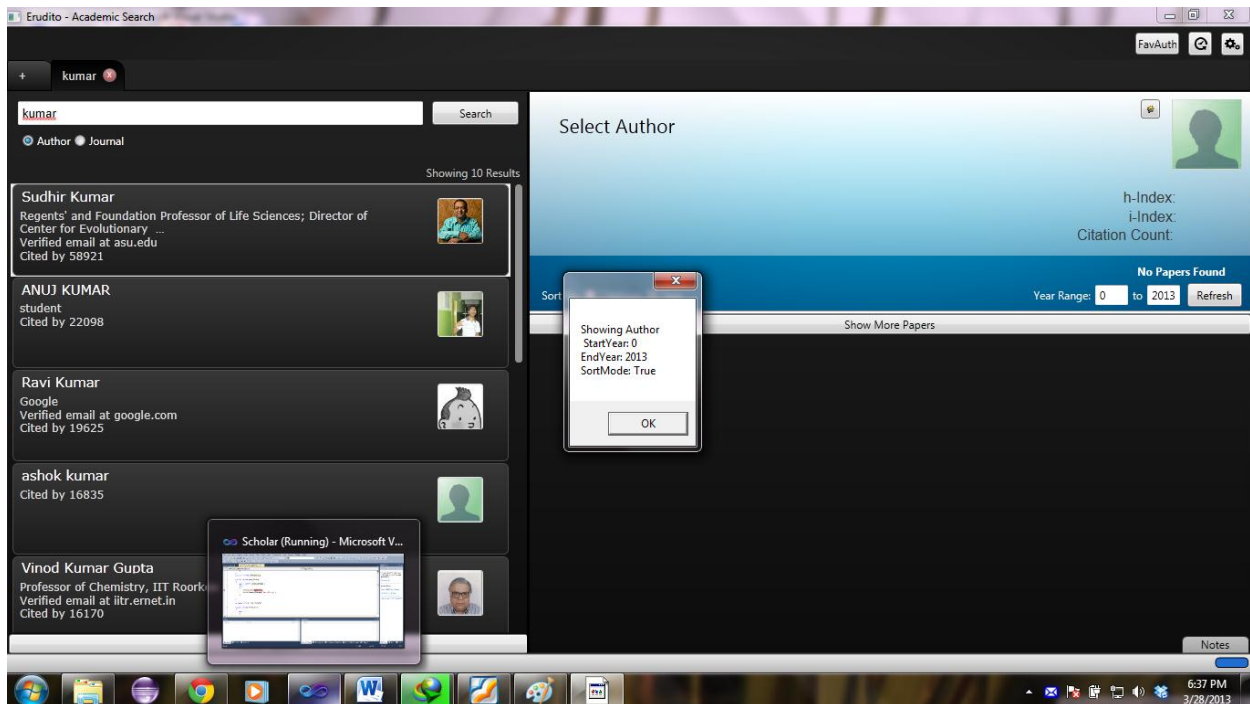 Erudito - Academic Search
FavAuth
+ kumar
kumar
Search
Author Journal
Showing 10 Results
Sudhir Kumar
Regents' and Foundation Professor of Life Sciences; Director of
Center for Evolutionary ...
Verified email at asu.edu
Cited by 58921
ANUJ KUMAR
student
Cited by 22098
Ravi Kumar
Google
Verified email at google.com
Cited by 19625
ashok kumar
Cited by 16835
Vinod Kumar Gupta
Professor of Chemistry, IIT Roork
Verified email at iitr.ernet.in
Cited by 16170
Scholar (Running) - Microsoft V...
Select Author
h-Index:
i-Index:
Citation Count:
No Papers Found
Sort
Year Range: 0 to 2013 Refresh
Show More Papers
Showing Author
StartYear: 0
EndYear: 2013
SortMode: True
OK
Notes
6:37 PM
3/28/2013